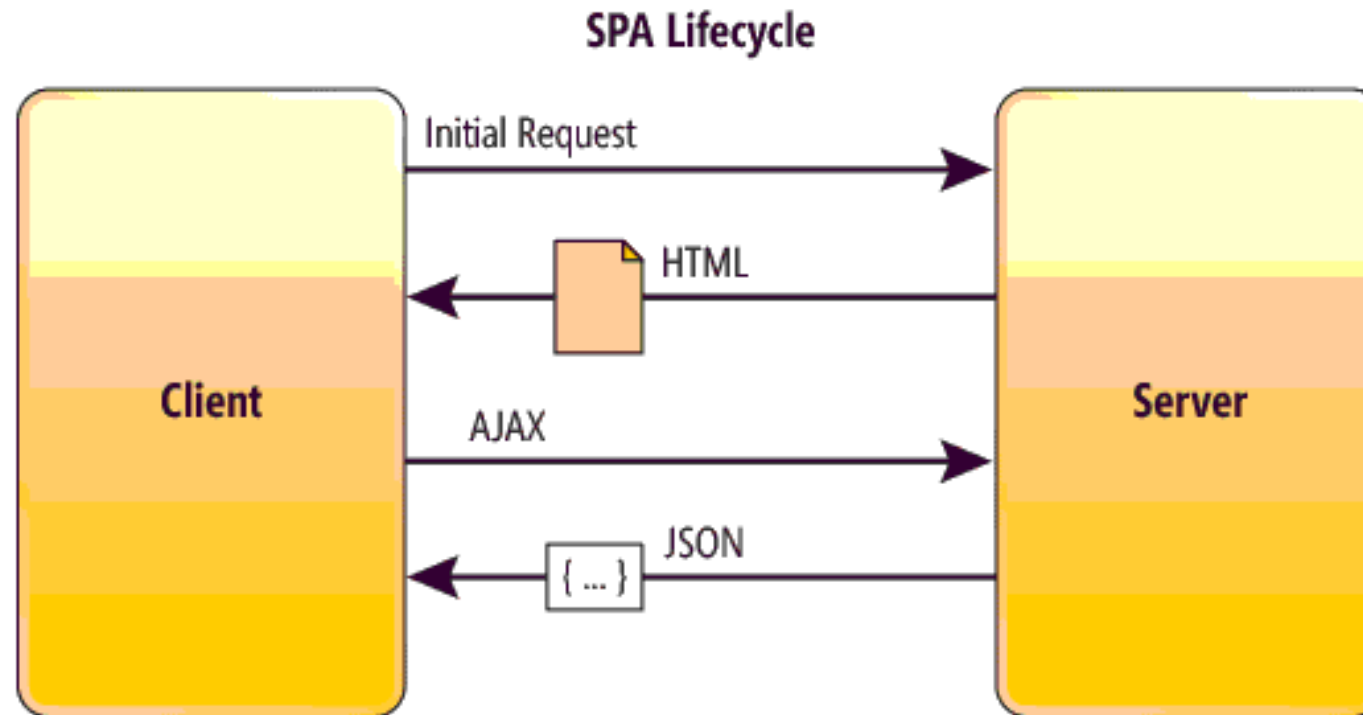 SPA Lifecycle
Initial Request
HTML
Client
Server
AJAX
JSON
{ ... }